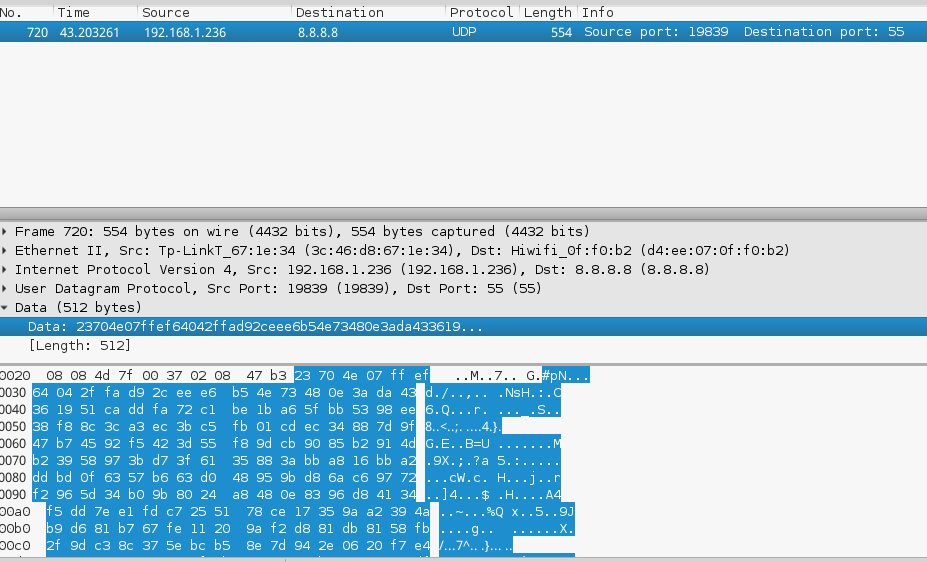 No. Time Source Destination Protocol Length Info
720 43.203261 192.168.1.236 8.8.8.8 UDP 554 Source port: 19839 Destination port: 55
Frame 720: 554 bytes on wire (4432 bits), 554 bytes captured (4432 bits)
Ethernet II, Src: Tp-LinkT_67:1e:34 (3c:46:d8:67:1e:34), Dst: Hiwifi_0f:f0:b2 (d4:ee:07:0f:f0:b2)
Internet Protocol Version 4, Src: 192.168.1.236 (192.168.1.236), Dst: 8.8.8.8 (8.8.8.8)
User Datagram Protocol, Src Port: 19839 (19839), Dst Port: 55 (55)
Data (512 bytes)
Data: 23704e07ffef64042ffad92ceee6b54e73480e3ada433619...
[Length: 512]
0020 08 08 4d 7f 00 37 02 08 47 b3 23 70 4e 07 ff ef ..M..7.. G.#pN...
0030 64 04 2f fa d9 2c ee e6 b5 4e 73 48 0e 3a da 43 d./..,.. .NsH.:.C
0040 36 19 51 ca dd fa 72 c1 be 1b a6 5f bb 53 98 ee 6.Q...r. ..._.S..
0050 38 f8 8c 3c a3 ec 3b c5 fb 01 cd ec 34 88 7d 9f 8..<..;. ....4.}.
0060 47 b7 45 92 f5 42 3d 55 f8 9d cb 90 85 b2 91 4d G.E..B=U .......M
0070 b2 39 58 97 3b d7 3f 61 35 88 3a bb a8 16 bb a2 .9X.;.?a 5.:.....
0080 dd bd 0f 63 57 b6 63 d0 48 95 9b d8 6a c6 97 72 ...cW.c. H...j..r
0090 f2 96 5d 34 b0 9b 80 24 a8 48 0e 83 96 d8 41 34 ..]4...$ .H....A4
00a0 f5 dd 7e e1 fd c7 25 51 78 ce 17 35 9a a2 39 4a ..~...%Q x..5..9J
00b0 b9 d6 81 b7 67 fe 11 20 9a f2 d8 81 db 81 58 fb ....g.. ......X.
00c0 2f 9d c3 8c 37 5e bc b5 8e 7d 94 2e 06 20 f7 e4 /...7^.. .}... ..